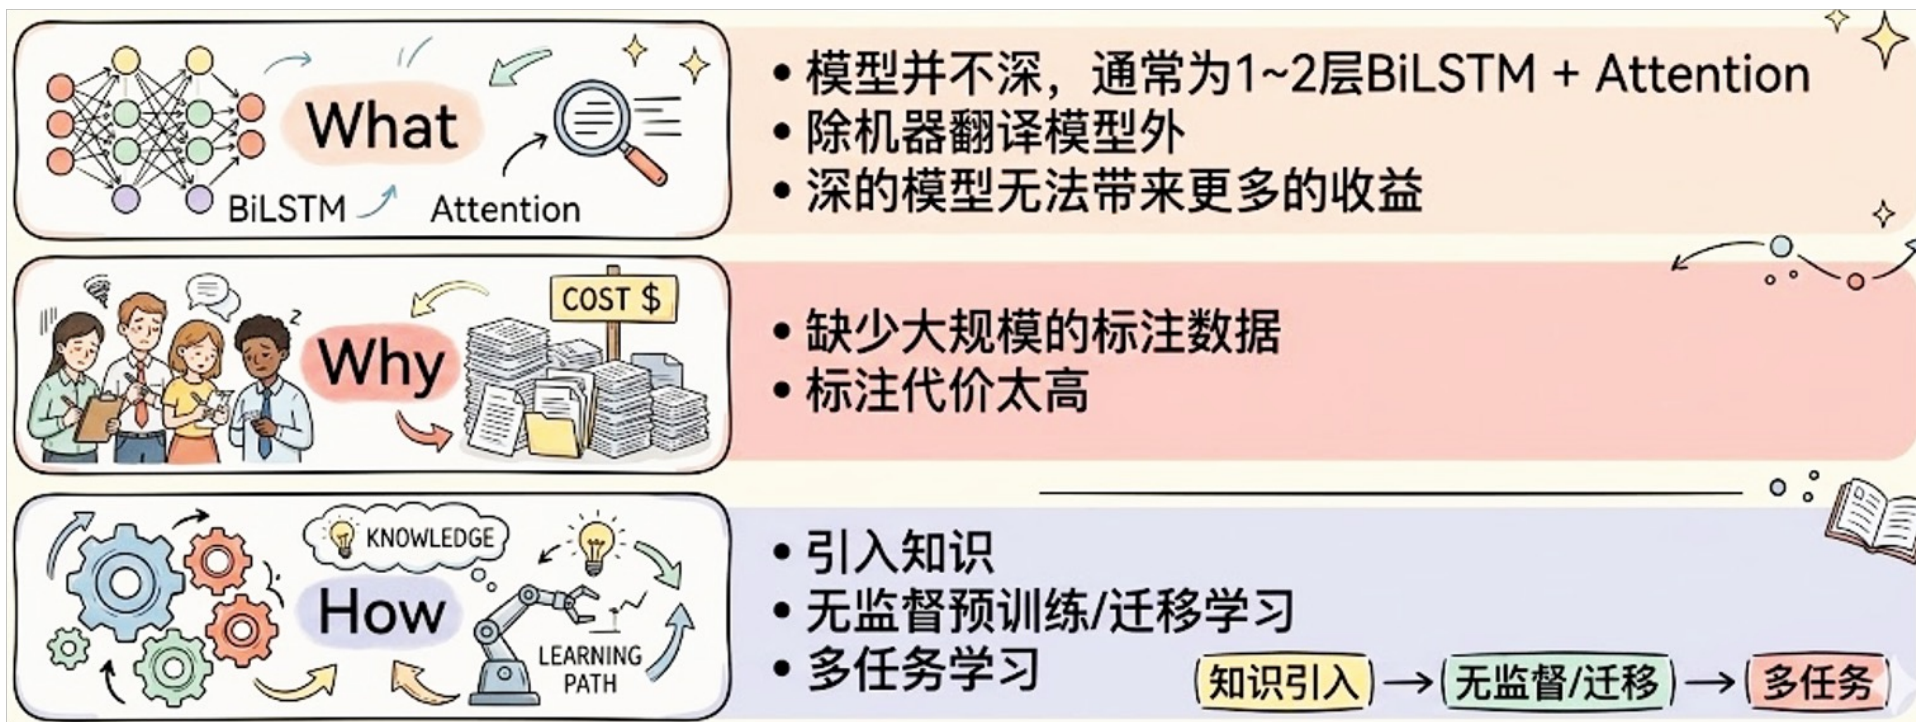 What
BiLSTM
Attention
• 模型并不深，通常为1~2层BiLSTM + Attention
• 除机器翻译模型外
• 深的模型无法带来更多的收益
z
COST $
Why
• 缺少大规模的标注数据
• 标注代价太高
KNOWLEDGE
How
LEARNING
PATH
• 引入知识
• 无监督预训练/迁移学习
• 多任务学习
知识引入 → 无监督/迁移 → 多任务